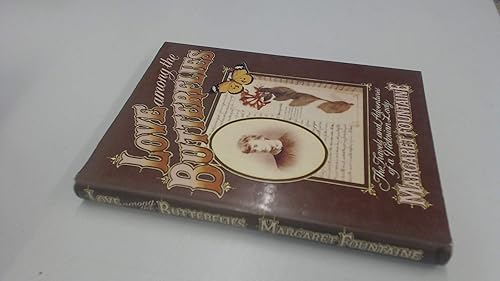 LOVE among the
BUTTERFLIES
The Travels and Adventures
of a Victorian Lady
MARGARET FOUNTAINE
LOVE among the BUTTERFLIES MARGARET FOUNTAINE